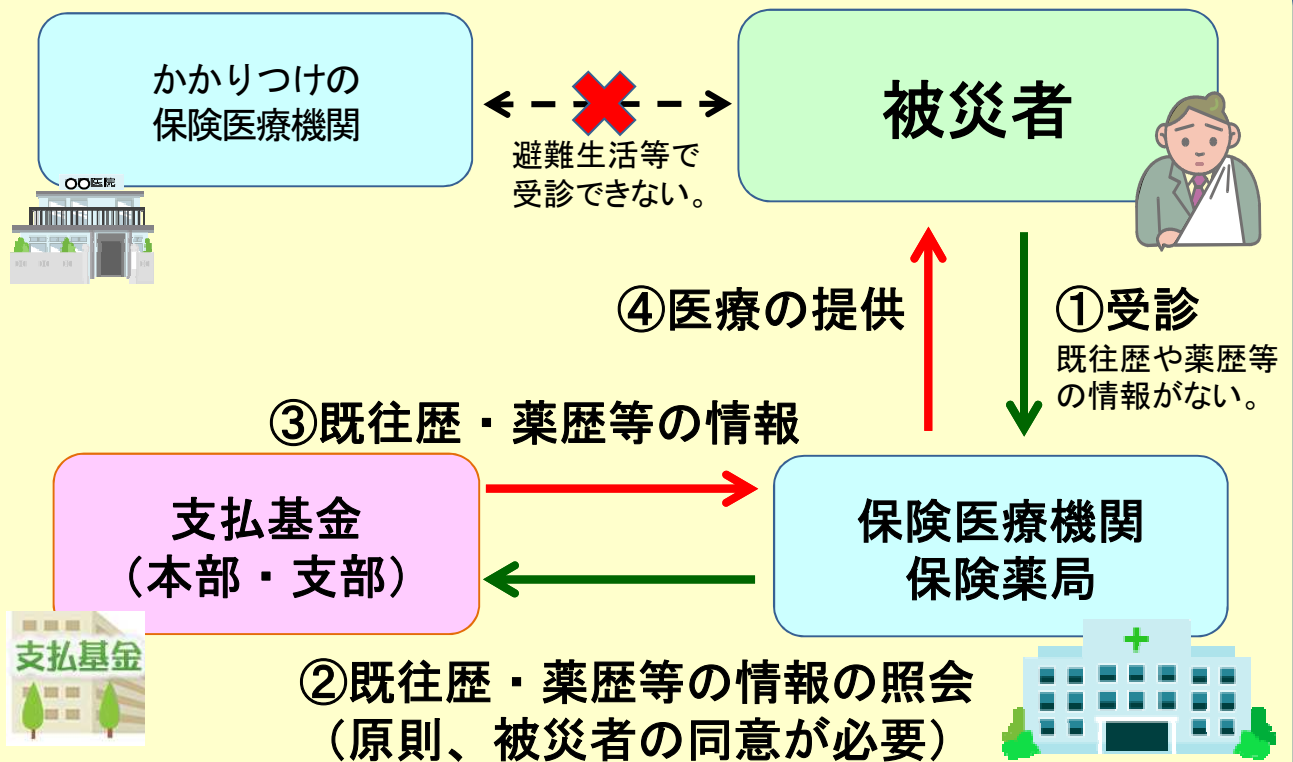 かかりつけの
保険医療機関
〇〇医院
避難生活等で
受診できない。
被災者
④医療の提供
①受診
既往歴や薬歴等
の情報がない。
③既往歴・薬歴等の情報
支払基金
（本部・支部）
保険医療機関
保険薬局
支払基金
②既往歴・薬歴等の情報の照会
（原則、被災者の同意が必要）